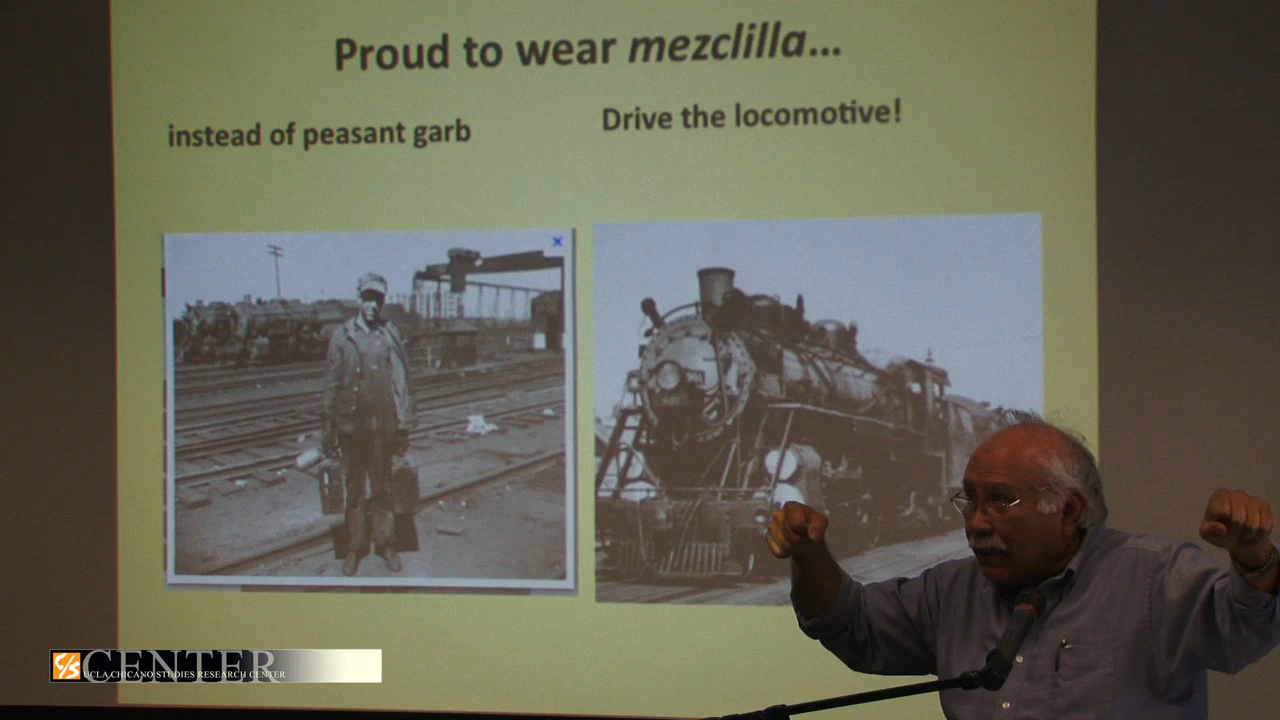 Proud to wear mezclilla...
instead of peasant garb
Drive the locomotive!
CENTER
UCLA CHICANO STUDIES RESEARCH CENTER